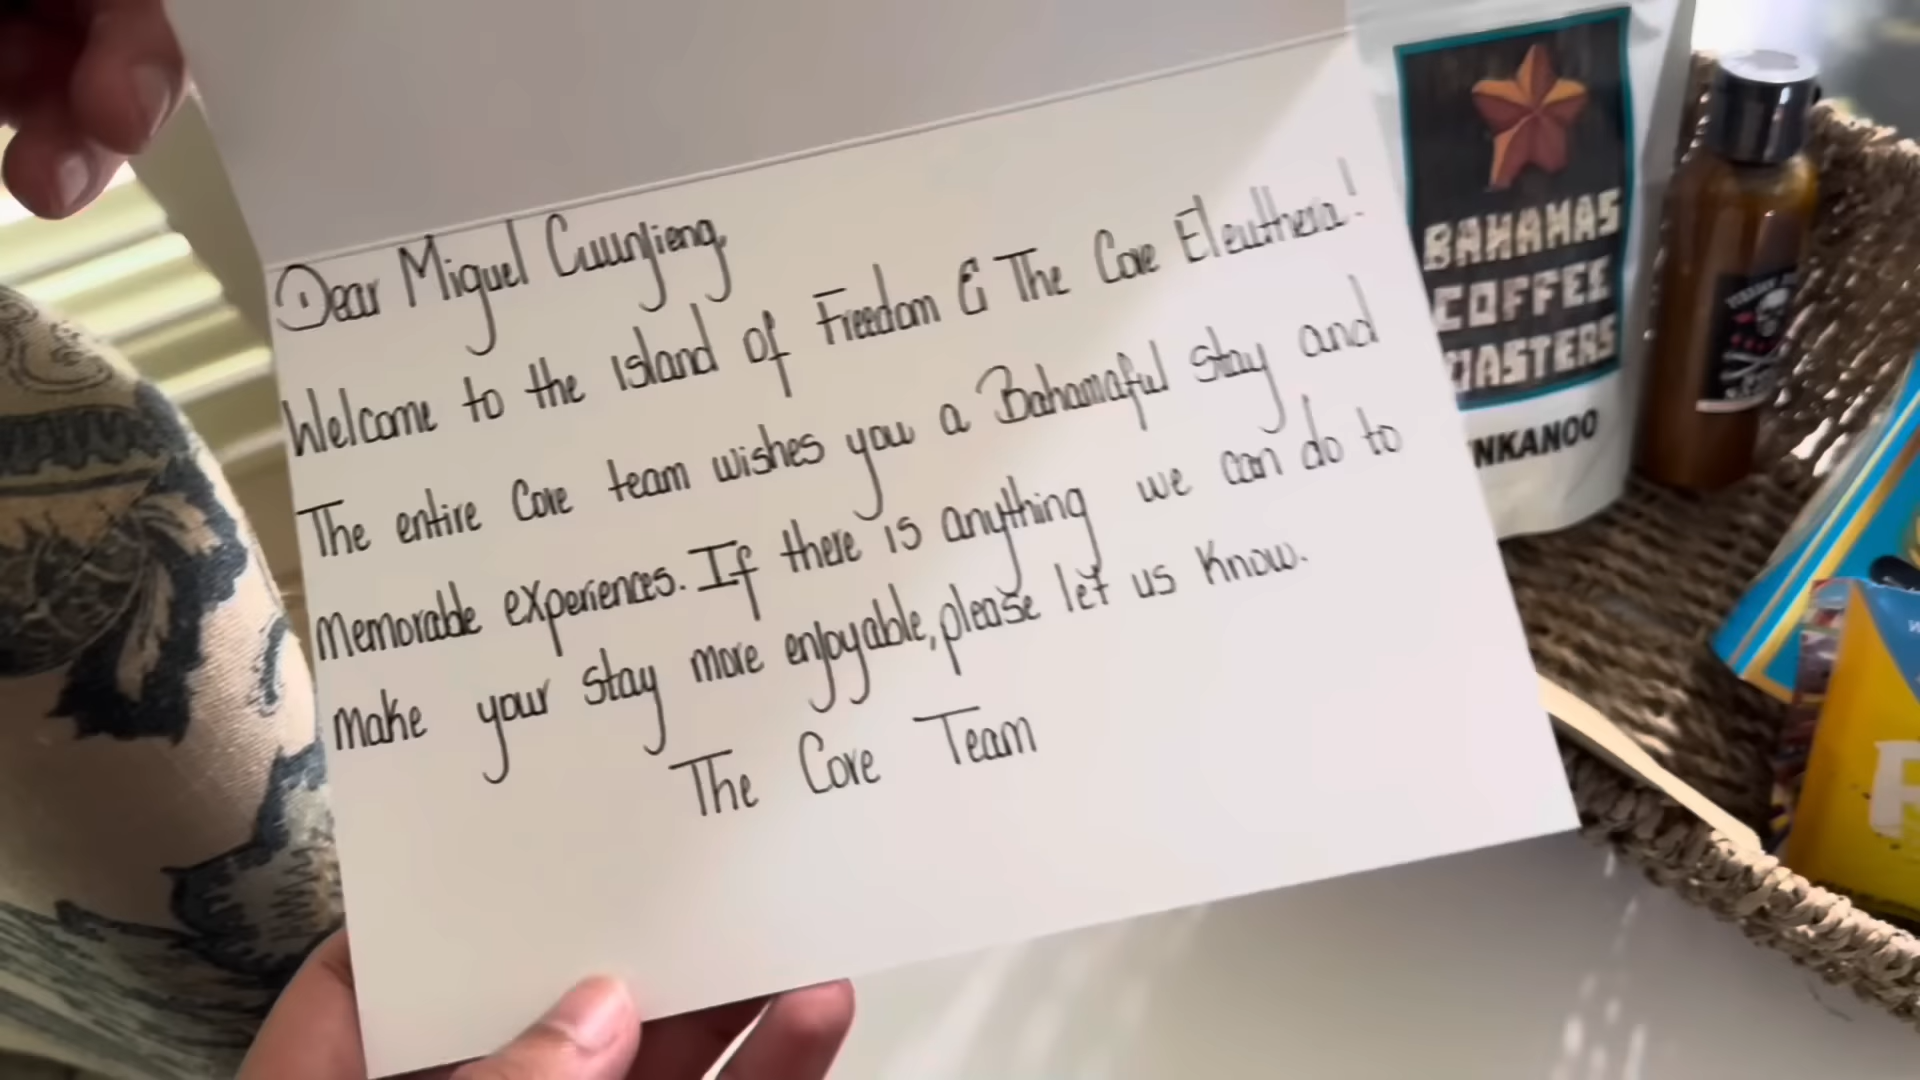 Dear Miguel Cuunjieng,
Welcome to the island of Freedom & The Cove Eleuthera!
The entire Cove team wishes you a Bahamaful stay and
memorable experiences. If there is anything we can do to
make your stay more enjoyable, please let us know.
The Cove Team
BAHAMAS
COFFEE
OASTERS
NKANOO